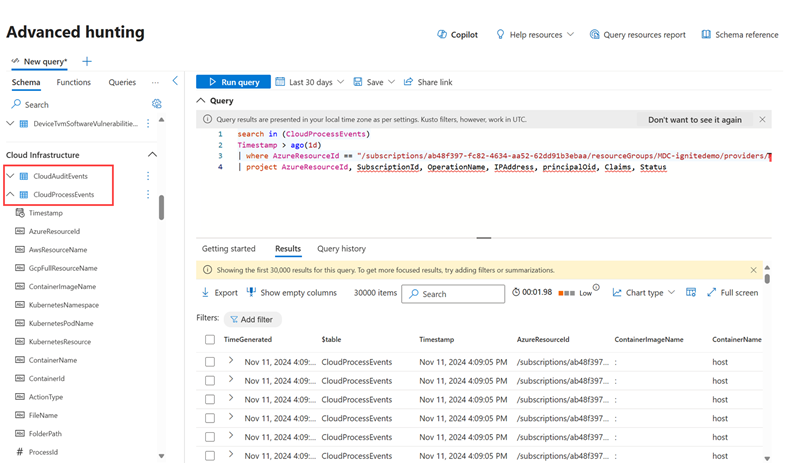 Advanced hunting
Copilot
Help resources
Query resources report
Schema reference
New query*
Schema
Functions
Queries
Search
DeviceTvmSoftwareVulnerabilities...
Cloud Infrastructure
CloudAuditEvents
CloudProcessEvents
Timestamp
AzureResourceId
AwsResourceName
GcpFullResourceName
ContainerImageName
KubernetesNamespace
KubernetesPodName
KubernetesResource
ContainerName
ContainerId
ActionType
FileName
FolderPath
ProcessId
Run query
Last 30 days
Save
Share link
Query
Query results are presented in your local time zone as per settings. Kusto filters, however, work in UTC.
Don't want to see it again
1 search in (CloudProcessEvents)
2 Timestamp > ago(1d)
3 | where AzureResourceId == "/subscriptions/ab48f397-fc82-4634-aa52-62dd91b3ebaa/resourceGroups/MDC-ignitedemo/providers/
4 | project AzureResourceId, SubscriptionId, OperationName, IPAddress, principalOid, Claims, Status
Getting started
Results
Query history
Showing the first 30,000 results for this query. To get more focused results, try adding filters or summarizations.
Export
Show empty columns
30000 items
Search
00:01.98
Low
Chart type
Full screen
Filters:
Add filter
TimeGenerated $table Timestamp AzureResourceId ContainerImageName ContainerName
Nov 11, 2024 4:09:... CloudProcessEvents Nov 11, 2024 4:09:05 PM /subscriptions/ab48f397... : host
Nov 11, 2024 4:09:... CloudProcessEvents Nov 11, 2024 4:09:05 PM /subscriptions/ab48f397... : host
Nov 11, 2024 4:09:... CloudProcessEvents Nov 11, 2024 4:09:05 PM /subscriptions/ab48f397... : host
Nov 11, 2024 4:09:... CloudProcessEvents Nov 11, 2024 4:09:05 PM /subscriptions/ab48f397... : host
Nov 11, 2024 4:09:... CloudProcessEvents Nov 11, 2024 4:09:05 PM /subscriptions/ab48f397... : host
Nov 11, 2024 4:09:... CloudProcessEvents Nov 11, 2024 4:09:05 PM /subscriptions/ab48f397... : host